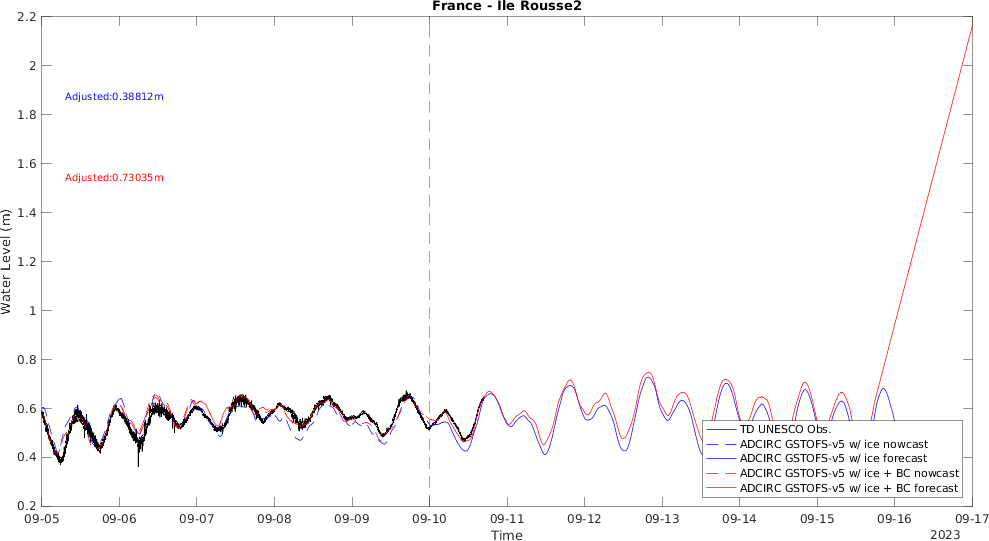 France - Ile Rousse2
Water Level (m)
2.2
2
1.8
1.6
1.4
1.2
1
0.8
0.6
0.4
0.2
Adjusted:0.38812m
Adjusted:0.73035m
TD UNESCO Obs.
ADCIRC GSTOFS-v5 w/ ice nowcast
ADCIRC GSTOFS-v5 w/ ice forecast
ADCIRC GSTOFS-v5 w/ ice + BC nowcast
ADCIRC GSTOFS-v5 w/ ice + BC forecast
09-05 09-06 09-07 09-08 09-09 09-10 09-11 09-12 09-13 09-14 09-15 09-16 09-17
Time
2023